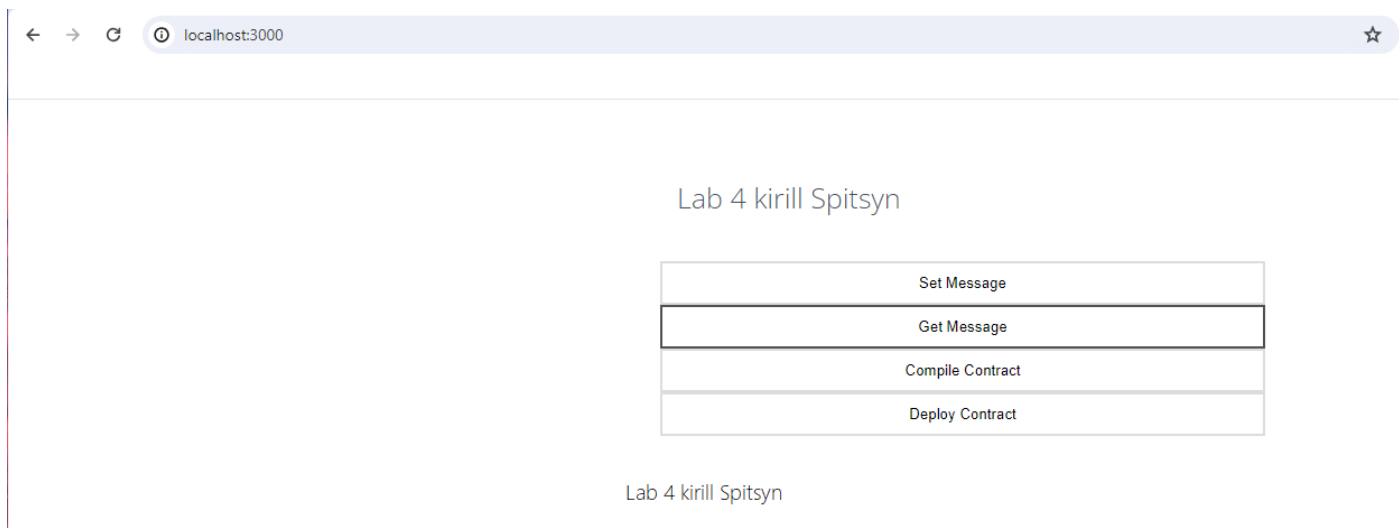 localhost:3000
Lab 4 kirill Spitsyn
Set Message
Get Message
Compile Contract
Deploy Contract
Lab 4 kirill Spitsyn